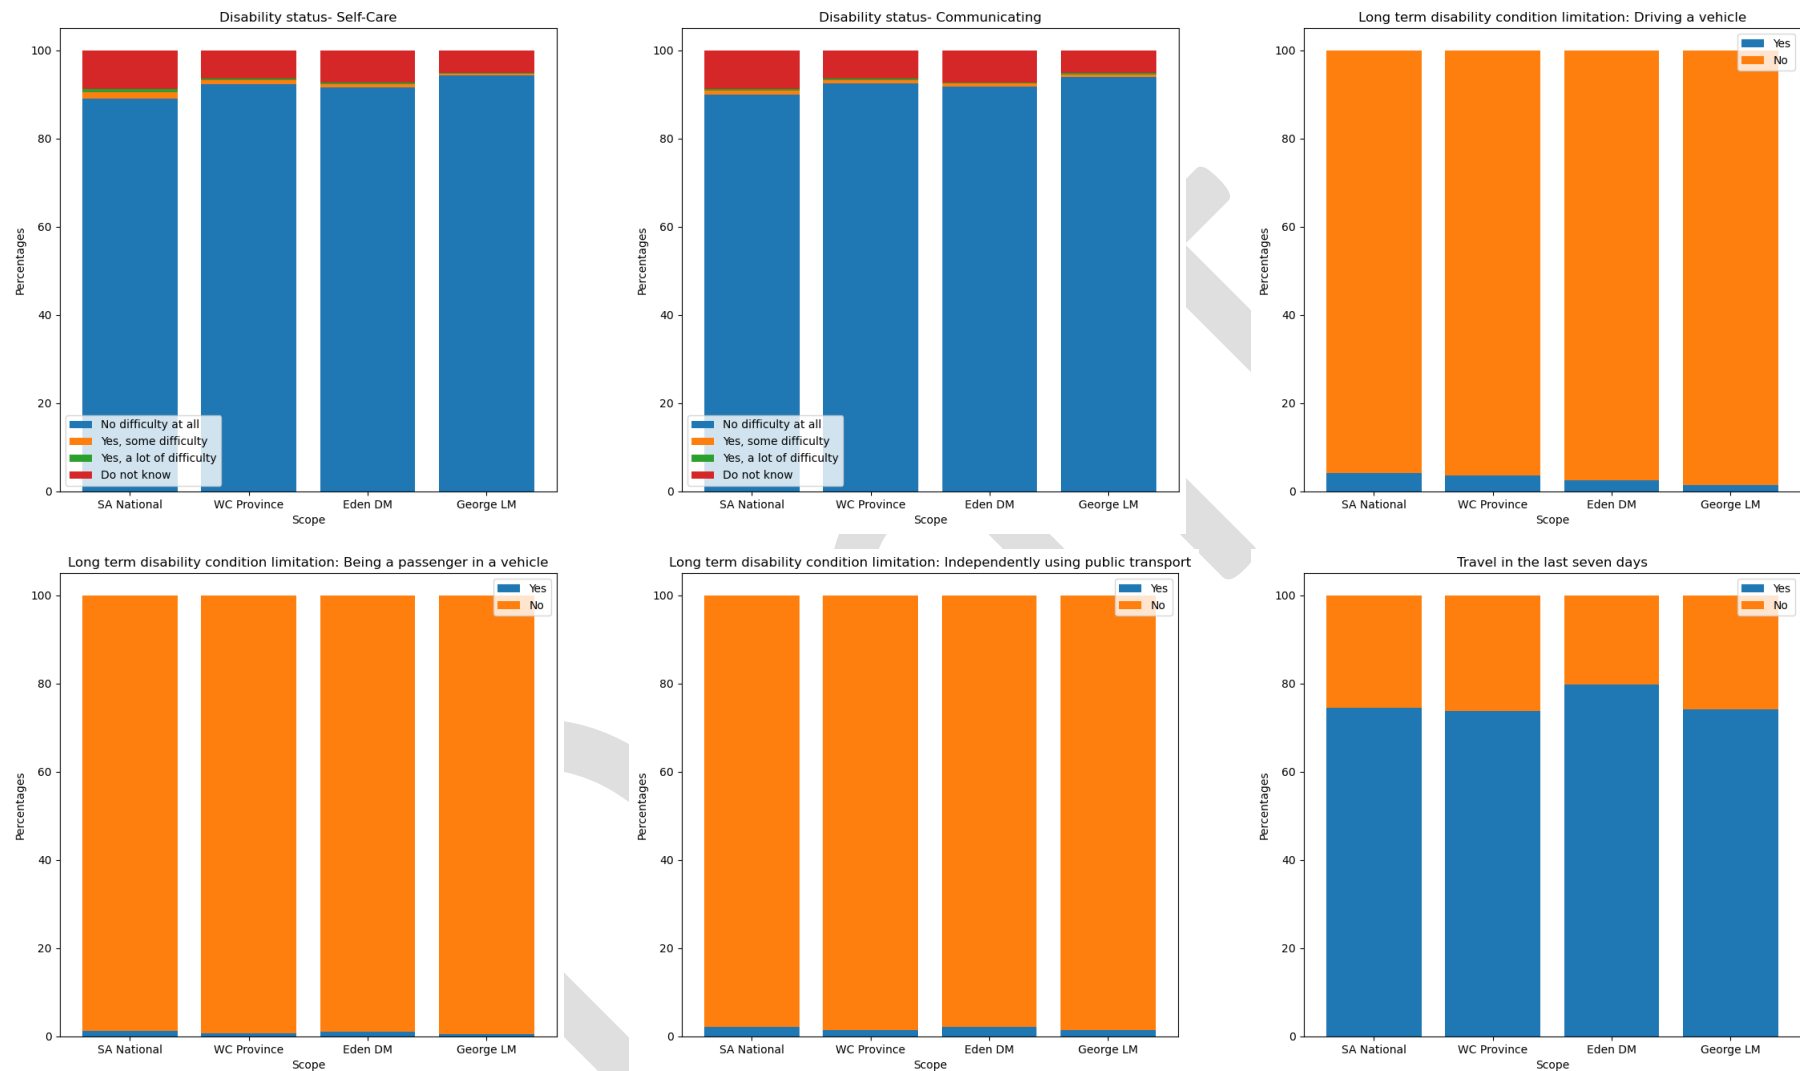 Disability status- Self-Care
Percentages
100
80
60
40
20
0
No difficulty at all
Yes, some difficulty
Yes, a lot of difficulty
Do not know
SA National WC Province Eden DM George LM
Scope
Disability status- Communicating
Percentages
100
80
60
40
20
0
No difficulty at all
Yes, some difficulty
Yes, a lot of difficulty
Do not know
SA National WC Province Eden DM George LM
Scope
Long term disability condition limitation: Driving a vehicle
Percentages
100
80
60
40
20
0
Yes
No
SA National WC Province Eden DM George LM
Scope
Long term disability condition limitation: Being a passenger in a vehicle
Percentages
100
80
60
40
20
0
Yes
No
SA National WC Province Eden DM George LM
Scope
Long term disability condition limitation: Independently using public transport
Percentages
100
80
60
40
20
0
Yes
No
SA National WC Province Eden DM George LM
Scope
Travel in the last seven days
Percentages
100
80
60
40
20
0
Yes
No
SA National WC Province Eden DM George LM
Scope